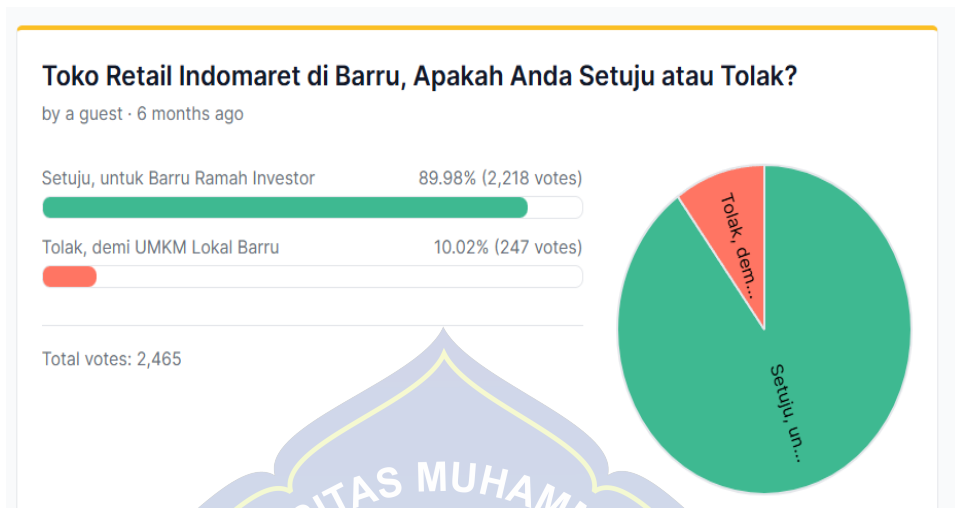 Toko Retail Indomaret di Barru, Apakah Anda Setuju atau Tolak?
by a guest · 6 months ago
Setuju, untuk Barru Ramah Investor 89.98% (2,218 votes)
Tolak, demi UMKM Lokal Barru 10.02% (247 votes)
Total votes: 2,465
Tolak, dem...
Setuju, un...
MUHAM